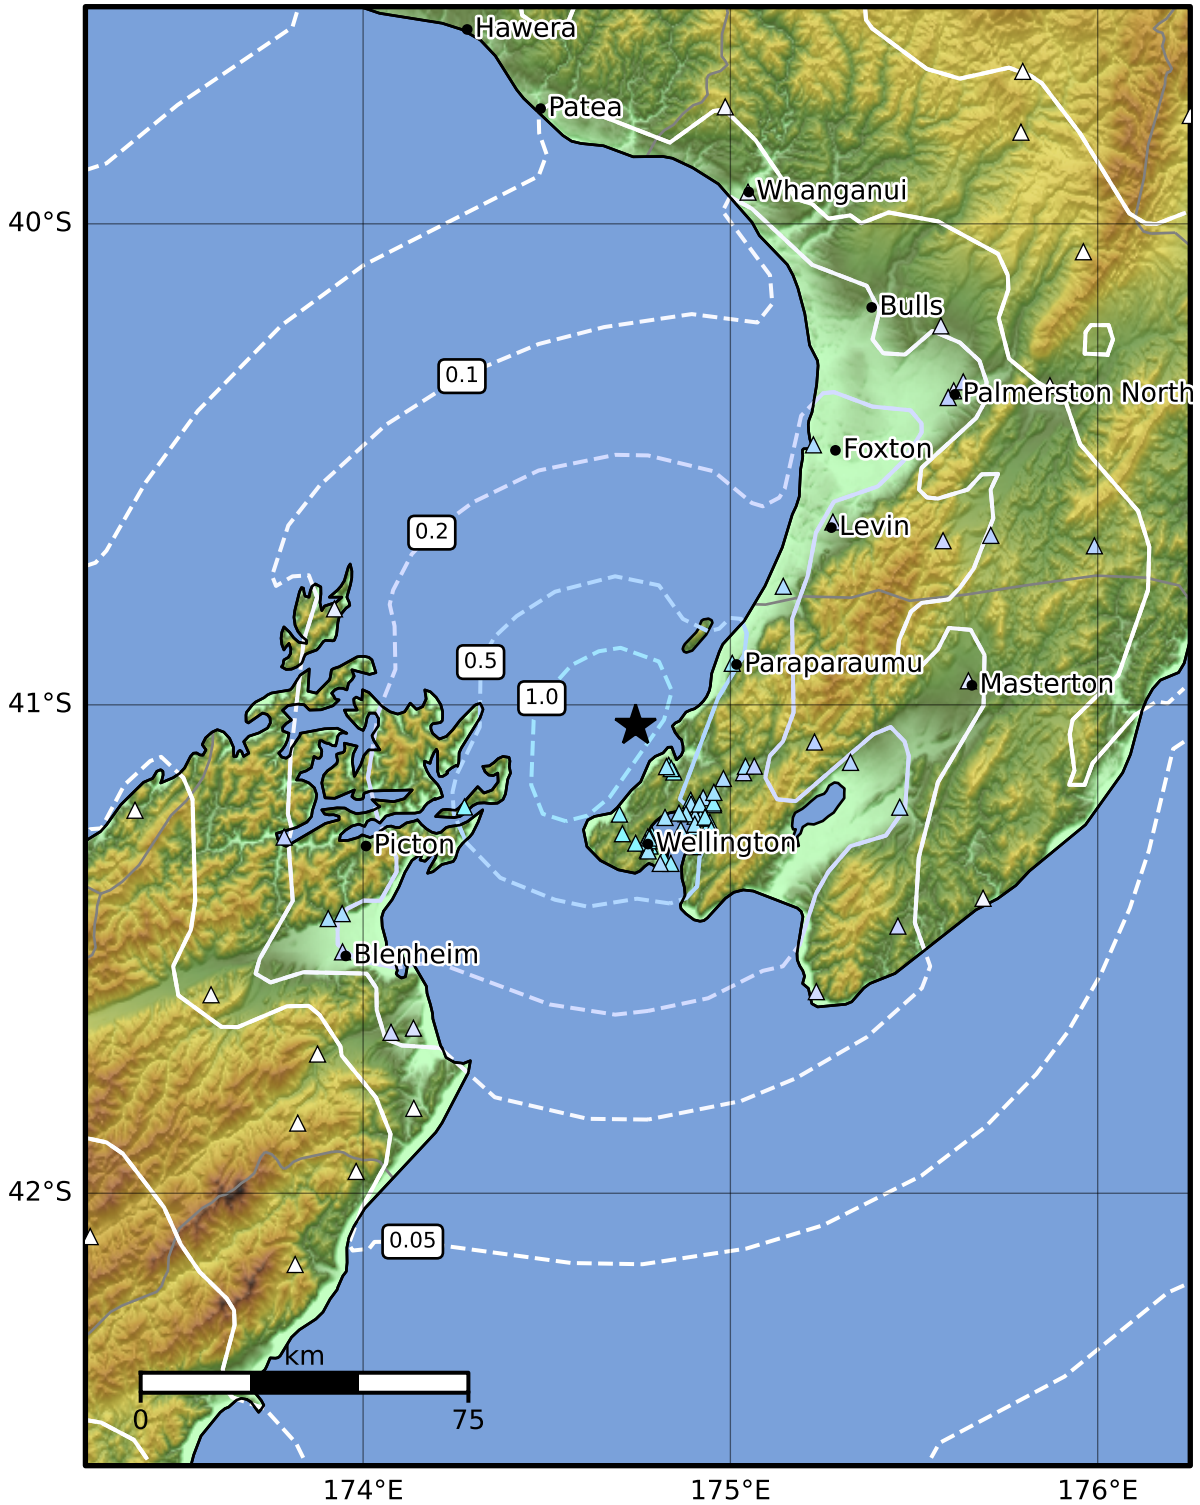 Hawera
Patea
Whanganui
40°S
Bulls
0.1
Palmerston North
Foxton
Levin
0.2
0.5
Paraparaumu
Masterton
1.0
41°S
Picton
Wellington
Blenheim
42°S
0.05
km
0
75
174°E
175°E
176°E